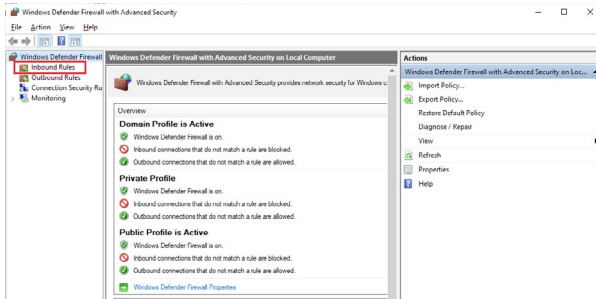 Windows Defender Firewall with Advanced Security
File Action View Help
Windows Defender Firewall
Inbound Rules
Outbound Rules
Connection Security Ru
Monitoring
Windows Defender Firewall with Advanced Security on Local Computer
Windows Defender Firewall with Advanced Security provides network security for Windows c
Overview
Domain Profile is Active
Windows Defender Firewall is on.
Inbound connections that do not match a rule are blocked.
Outbound connections that do not match a rule are allowed.
Private Profile
Windows Defender Firewall is on.
Inbound connections that do not match a rule are blocked.
Outbound connections that do not match a rule are allowed.
Public Profile is Active
Windows Defender Firewall is on.
Inbound connections that do not match a rule are blocked.
Outbound connections that do not match a rule are allowed.
Windows Defender Firewall Properties
Actions
Windows Defender Firewall with Advanced Security on Loc...
Import Policy...
Export Policy...
Restore Default Policy
Diagnose / Repair
View
Refresh
Properties
Help